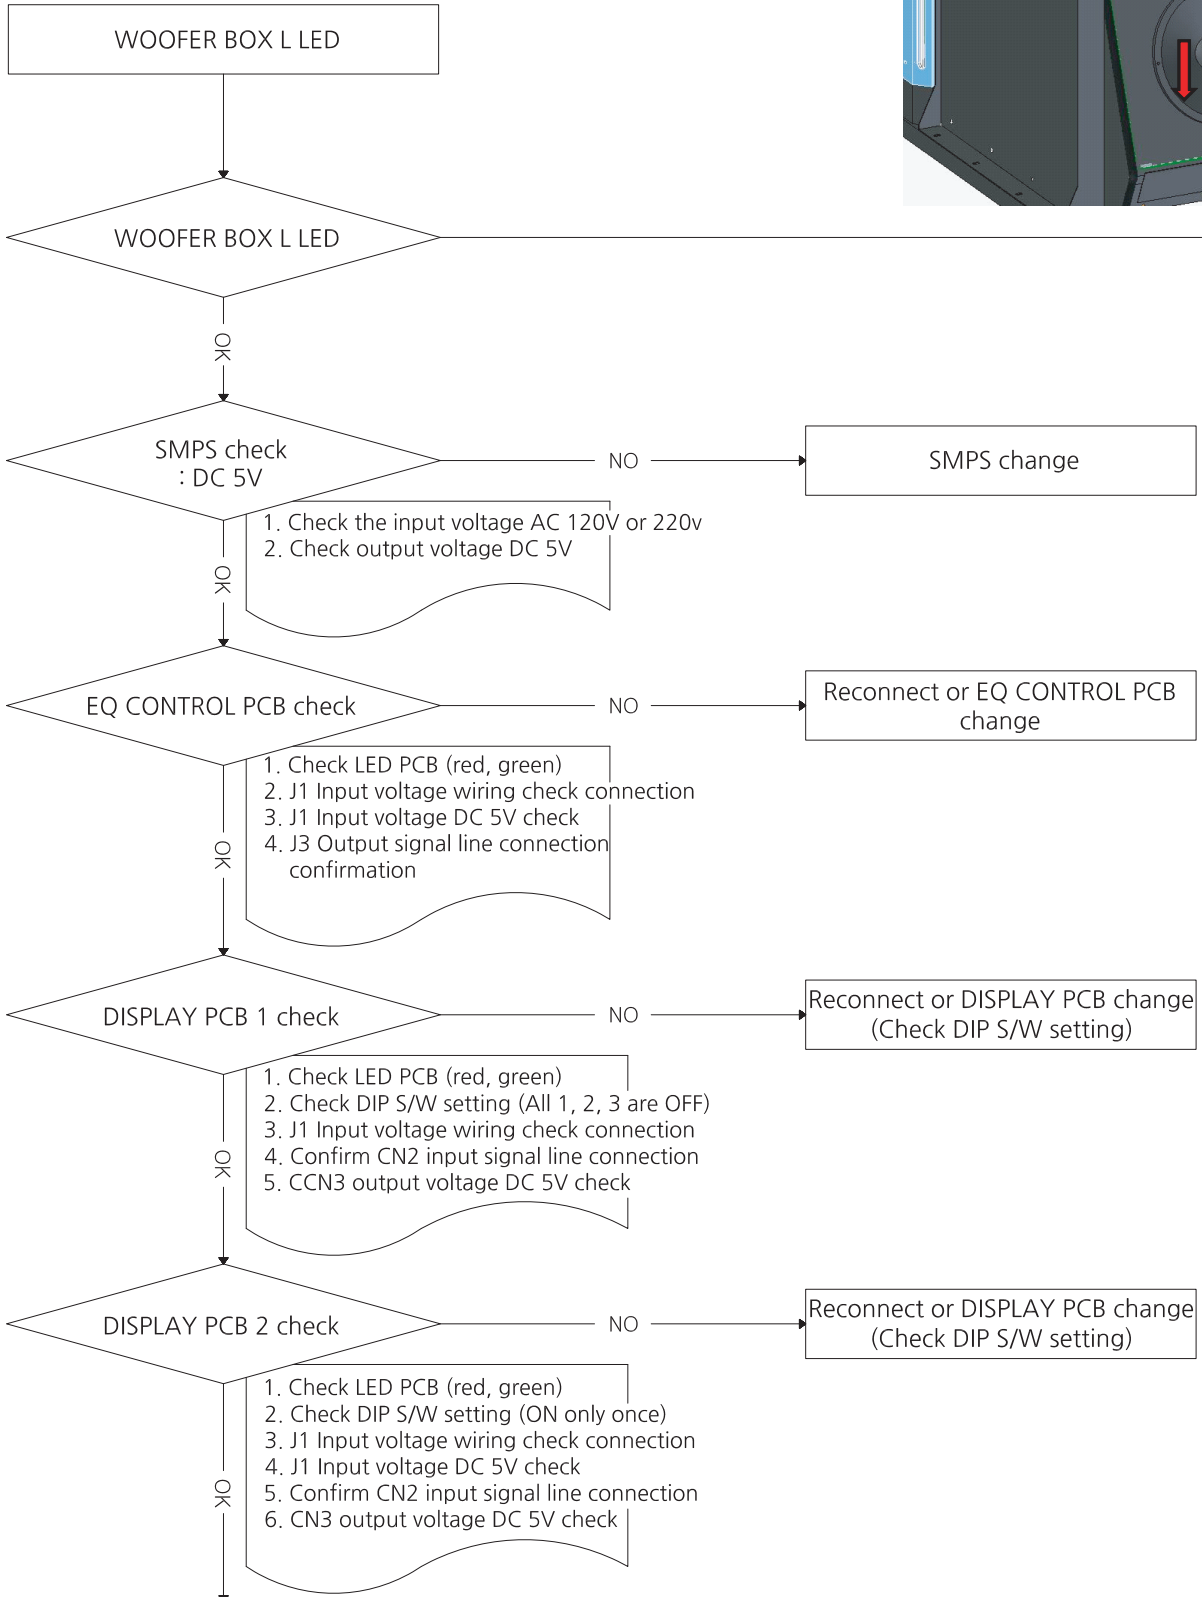 WOOFER BOX L LED
WOOFER BOX L LED
OK
SMPS check
: DC 5V
NO
SMPS change
1. Check the input voltage AC 120V or 220v
2. Check output voltage DC 5V
OK
EQ CONTROL PCB check
NO
Reconnect or EQ CONTROL PCB
change
1. Check LED PCB (red, green)
2. J1 Input voltage wiring check connection
3. J1 Input voltage DC 5V check
4. J3 Output signal line connection
confirmation
OK
DISPLAY PCB 1 check
NO
Reconnect or DISPLAY PCB change
(Check DIP S/W setting)
1. Check LED PCB (red, green)
2. Check DIP S/W setting (All 1, 2, 3 are OFF)
3. J1 Input voltage wiring check connection
4. Confirm CN2 input signal line connection
5. CCN3 output voltage DC 5V check
OK
DISPLAY PCB 2 check
NO
Reconnect or DISPLAY PCB change
(Check DIP S/W setting)
1. Check LED PCB (red, green)
2. Check DIP S/W setting (ON only once)
3. J1 Input voltage wiring check connection
4. J1 Input voltage DC 5V check
5. Confirm CN2 input signal line connection
6. CN3 output voltage DC 5V check
OK